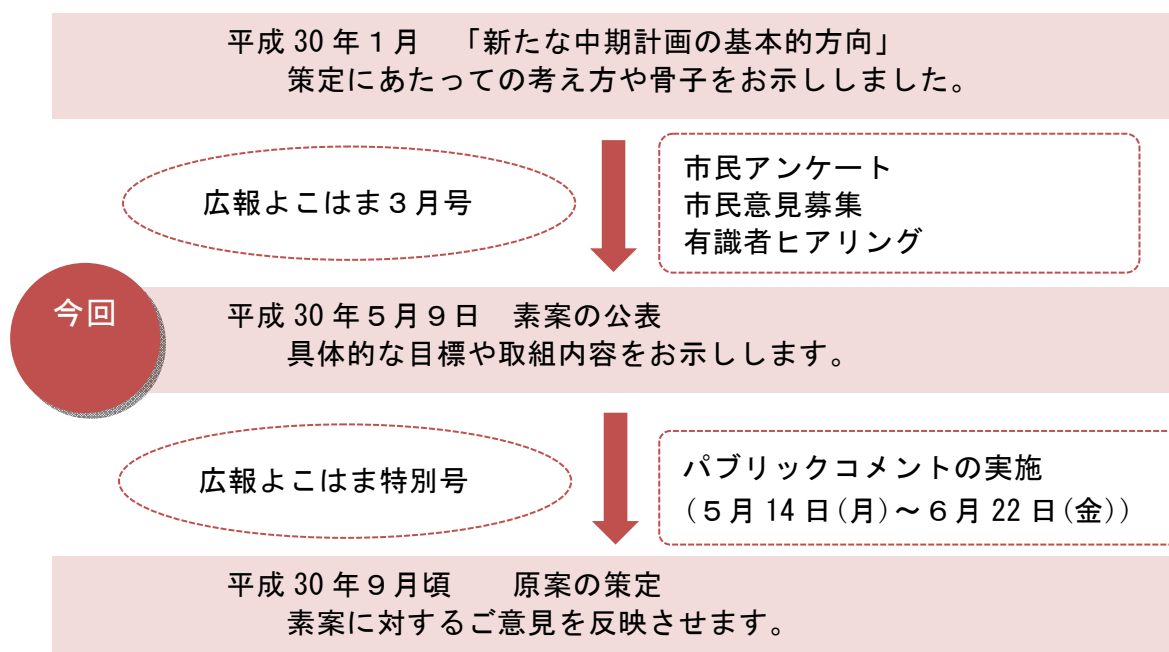 平成 30 年１月　「新たな中期計画の基本的方向」
策定にあたっての考え方や骨子をお示ししました。
広報よこはま３月号
市民アンケート
市民意見募集
有識者ヒアリング
今回
平成 30 年５月９日　素案の公表
具体的な目標や取組内容をお示しします。
広報よこはま特別号
パブリックコメントの実施
（５月 14 日（月）～６月 22 日（金））
平成 30 年９月頃　　原案の策定
素案に対するご意見を反映させます。